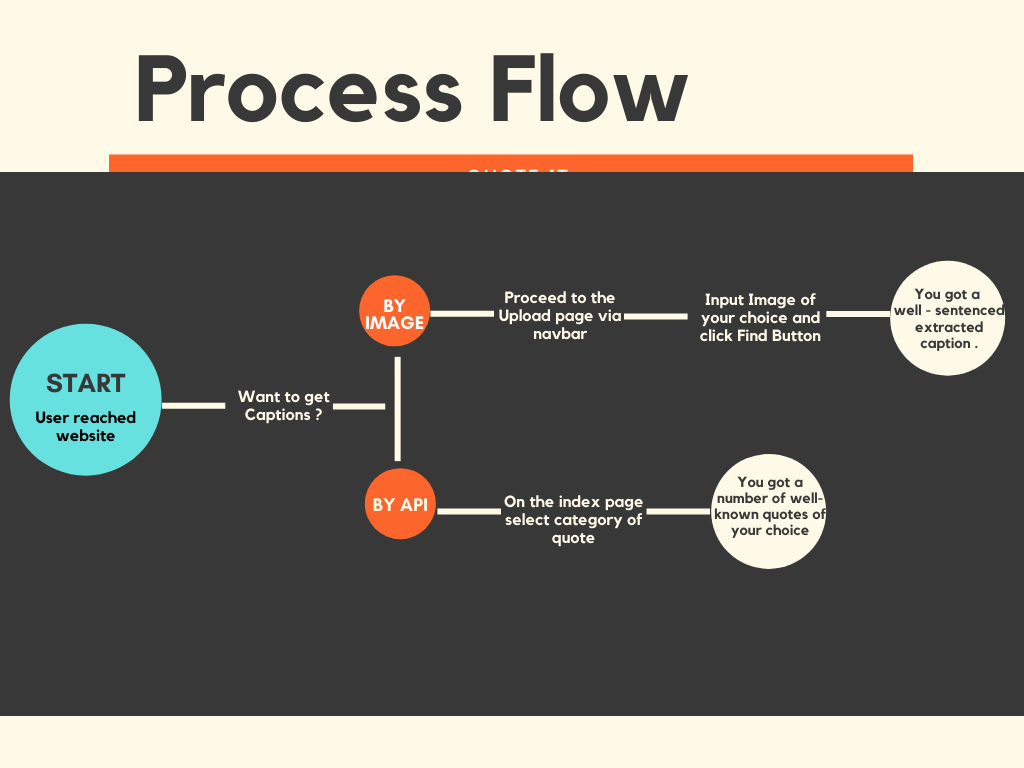 Process Flow
QUOTE IT
START
User reached
website
Want to get
Captions ?
BY
IMAGE
Proceed to the
Upload page via
navbar
Input Image of
your choice and
click Find Button
You got a
well - sentenced
extracted
caption .
BY API
On the index page
select category of
quote
You got a
number of well-
known quotes of
your choice